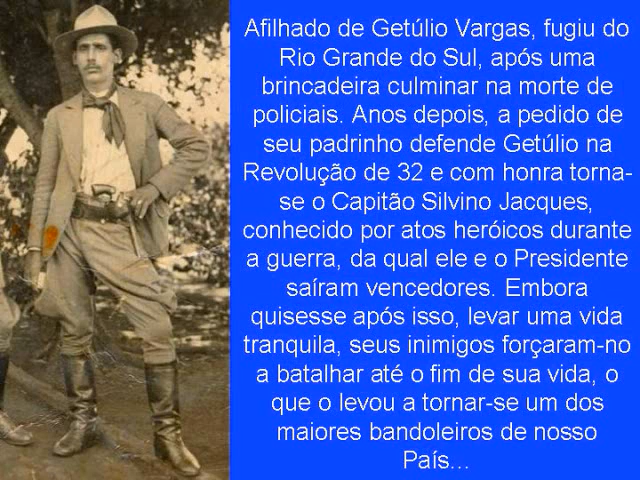 Afilhado de Getúlio Vargas, fugiu do
Rio Grande do Sul, após uma
brincadeira culminar na morte de
policiais. Anos depois, a pedido de
seu padrinho defende Getúlio na
Revolução de 32 e com honra torna-
se o Capitão Silvino Jacques,
conhecido por atos heróicos durante
a guerra, da qual ele e o Presidente
saíram vencedores. Embora
quisesse após isso, levar uma vida
tranquila, seus inimigos forçaram-no
a batalhar até o fim de sua vida, o
que o levou a tornar-se um dos
maiores bandoleiros de nosso
País...